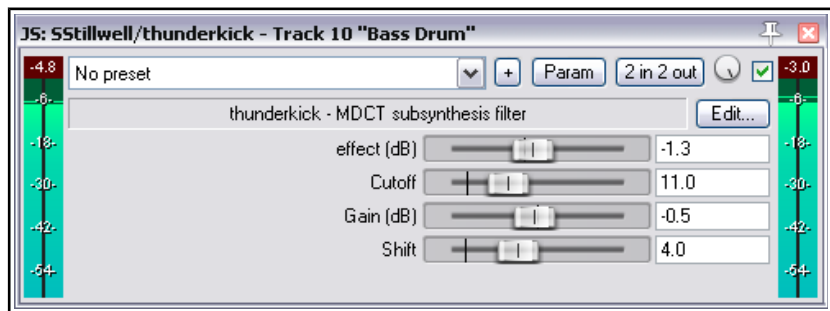 JS: SStillwell/thunderkick - Track 10 "Bass Drum"
-4.8 No preset + Param 2 in 2 out -3.0
-6- -6-
thunderkick - MDCT subsynthesis filter Edit...
-18- effect (dB) -1.3 -18-
-30- Cutoff 11.0 -30-
Gain (dB) -0.5
-42- -42-
Shift 4.0
-54- -54-